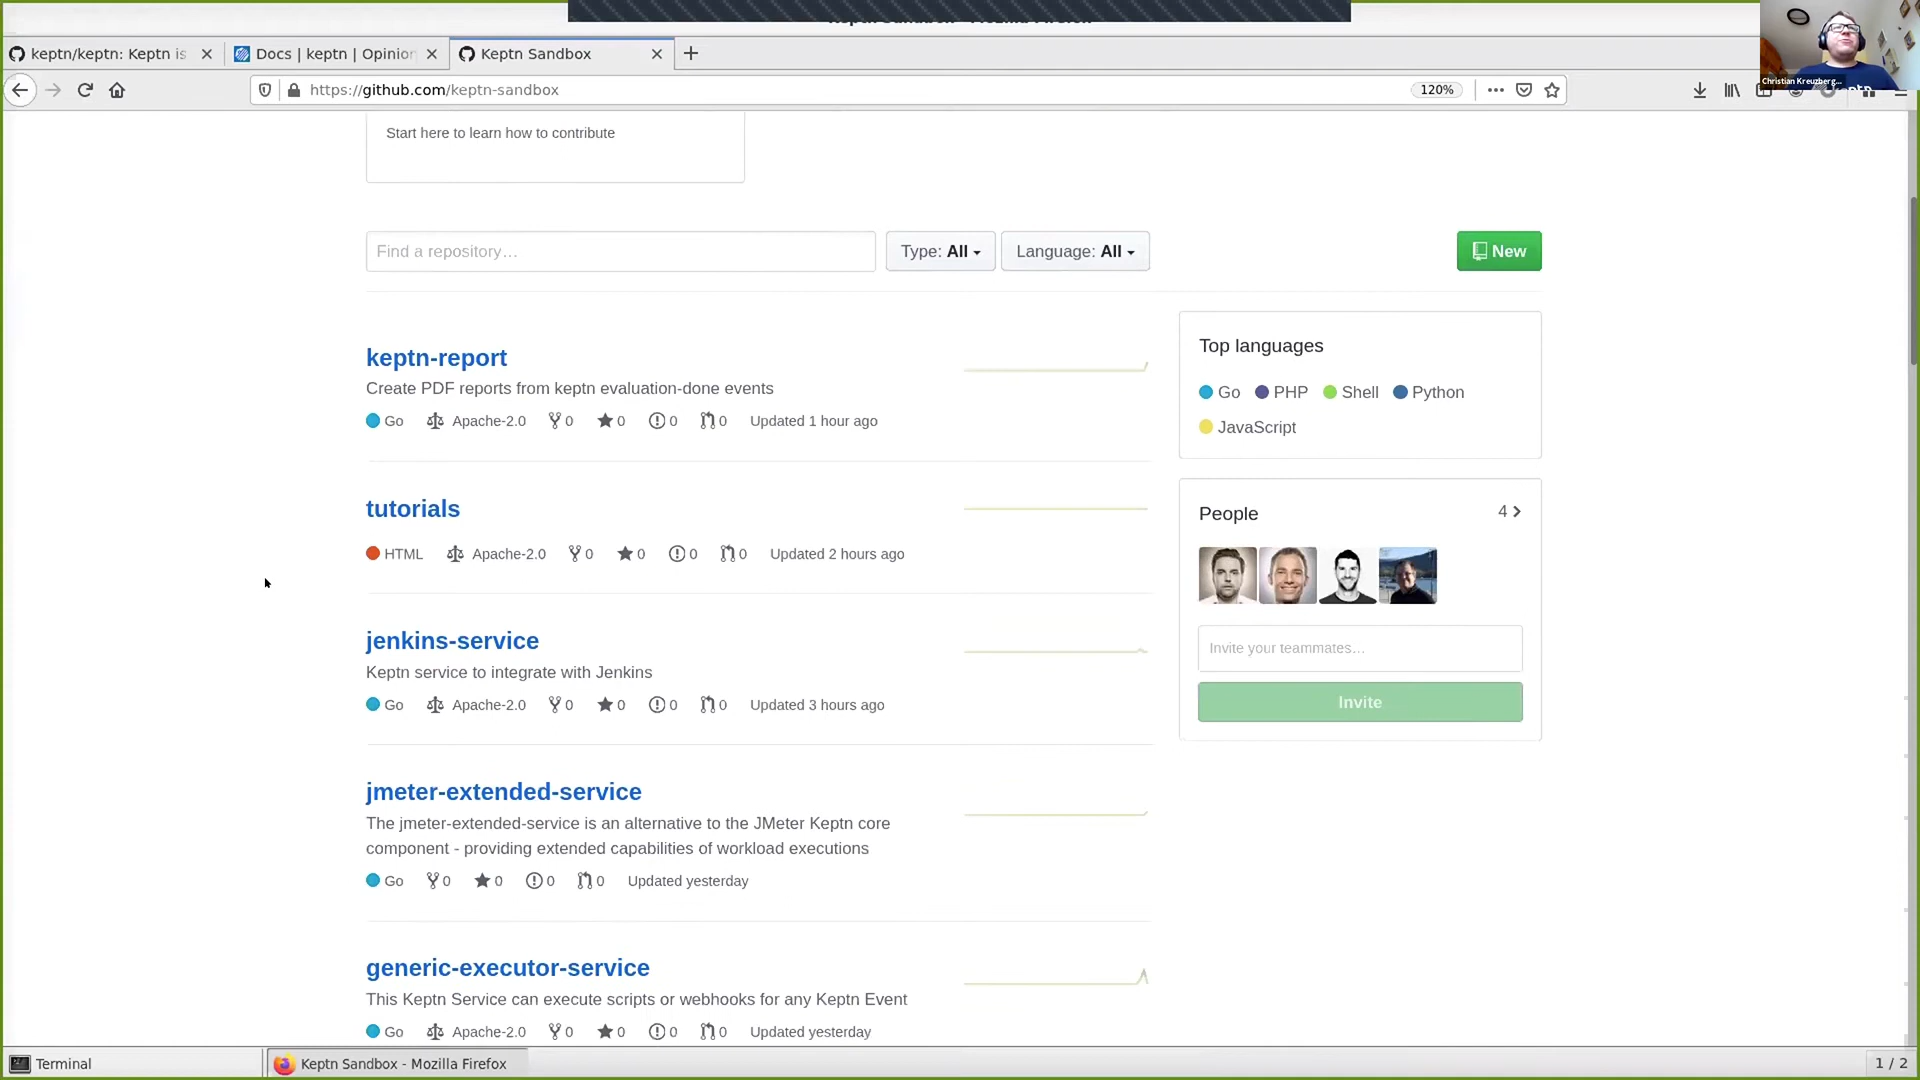 keptn/keptn: Keptn is
Docs | keptn | Opinion
Keptn Sandbox
https://github.com/keptn-sandbox
120%
Christian Kreuzberg...
Start here to learn how to contribute
Find a repository…
Type: All
Language: All
New
keptn-report
Create PDF reports from keptn evaluation-done events
Go Apache-2.0 0 0 0 0 Updated 1 hour ago
tutorials
HTML Apache-2.0 0 0 0 0 Updated 2 hours ago
jenkins-service
Keptn service to integrate with Jenkins
Go Apache-2.0 0 0 0 0 Updated 3 hours ago
jmeter-extended-service
The jmeter-extended-service is an alternative to the JMeter Keptn core
component - providing extended capabilities of workload executions
Go 0 0 0 0 Updated yesterday
generic-executor-service
This Keptn Service can execute scripts or webhooks for any Keptn Event
Go Apache-2.0 0 0 0 0 Updated yesterday
Top languages
Go PHP Shell Python
JavaScript
People
4
Invite your teammates…
Invite
Terminal
Keptn Sandbox - Mozilla Firefox
1 / 2